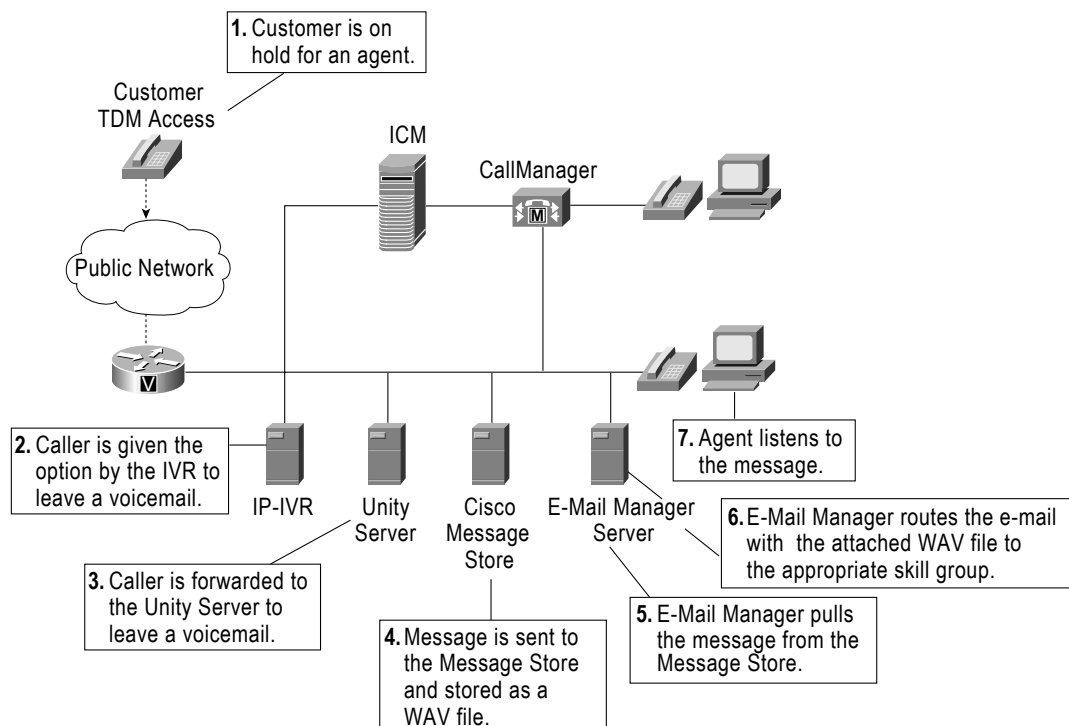 1. Customer is on
hold for an agent.
Customer
TDM Access
ICM
CallManager
M
Public Network
V
2. Caller is given the
option by the IVR to
leave a voicemail.
IP-IVR
Unity
Server
Cisco
Message
Store
E-Mail Manager
Server
7. Agent listens to
the message.
6. E-Mail Manager routes the e-mail
with the attached WAV file to
the appropriate skill group.
3. Caller is forwarded to
the Unity Server to
leave a voicemail.
5. E-Mail Manager pulls
the message from the
Message Store.
4. Message is sent to
the Message Store
and stored as a
WAV file.